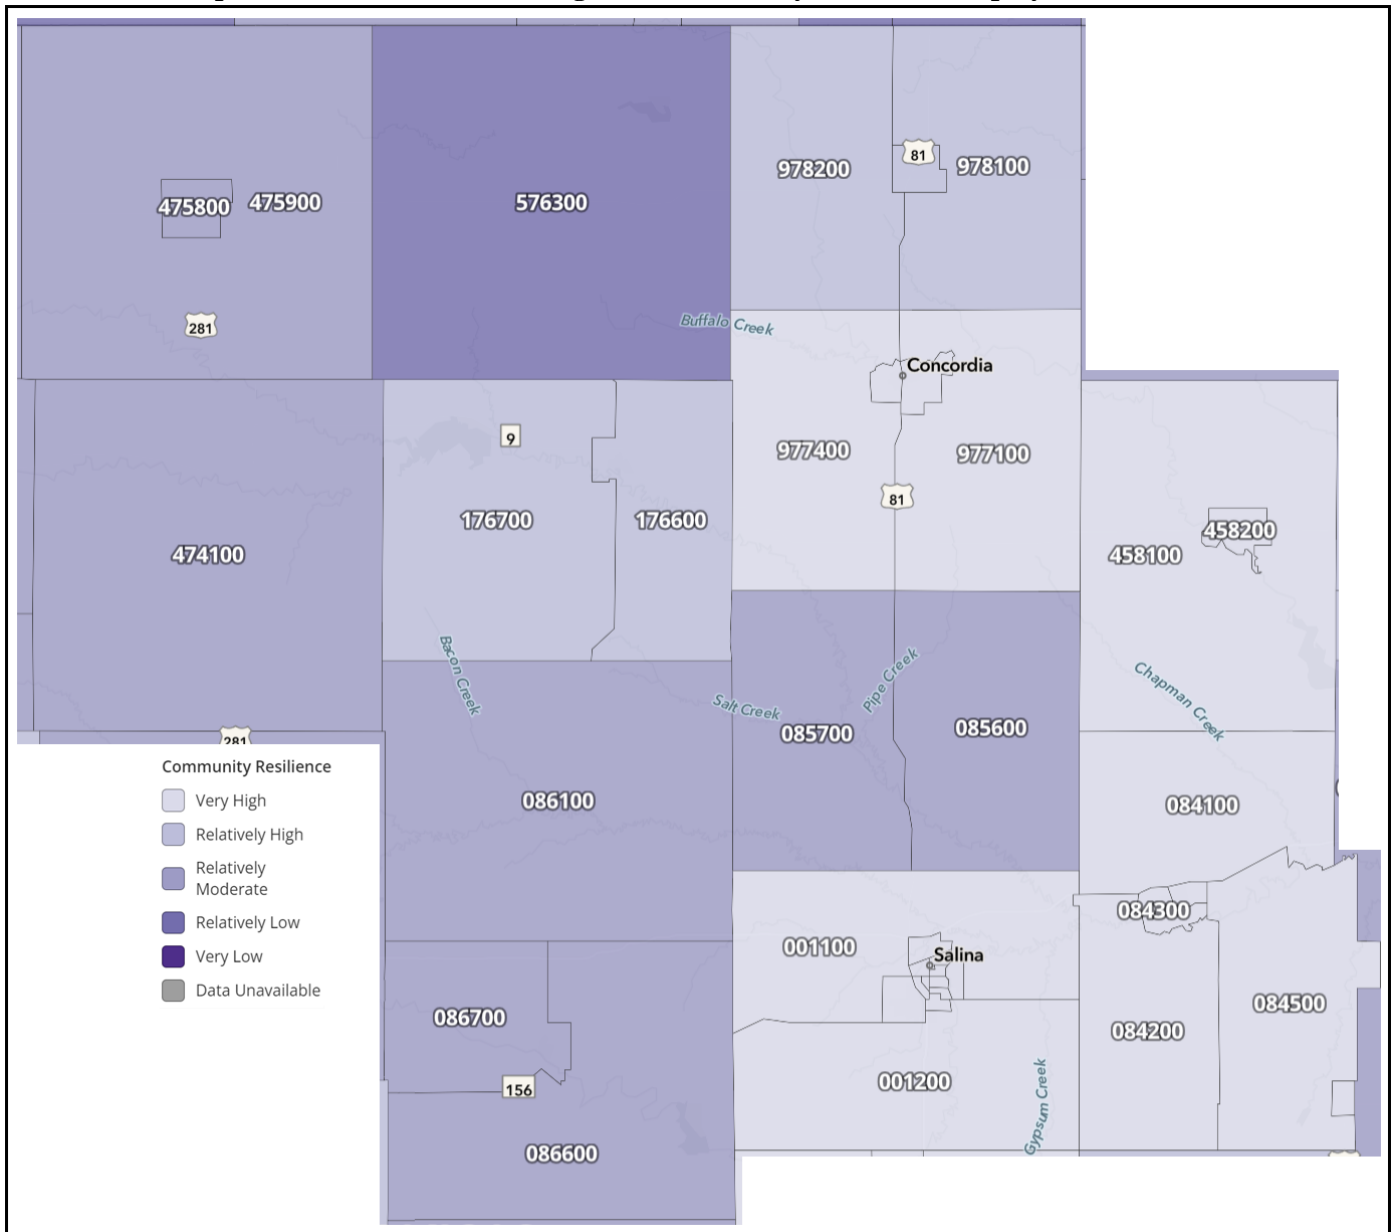 81
978200
978100
475800
475900
576300
281
Buffalo Creek
Concordia
9
977400
977100
81
176700
176600
458200
474100
458100
Bacon Creek
Pipe Creek
Chapman Creek
Salt Creek
085700
085600
281
Community Resilience
Very High
Relatively High
Relatively
Moderate
Relatively Low
Very Low
Data Unavailable
086100
084100
084300
001100
Salina
086700
084500
084200
001200
156
Gypsum Creek
086600